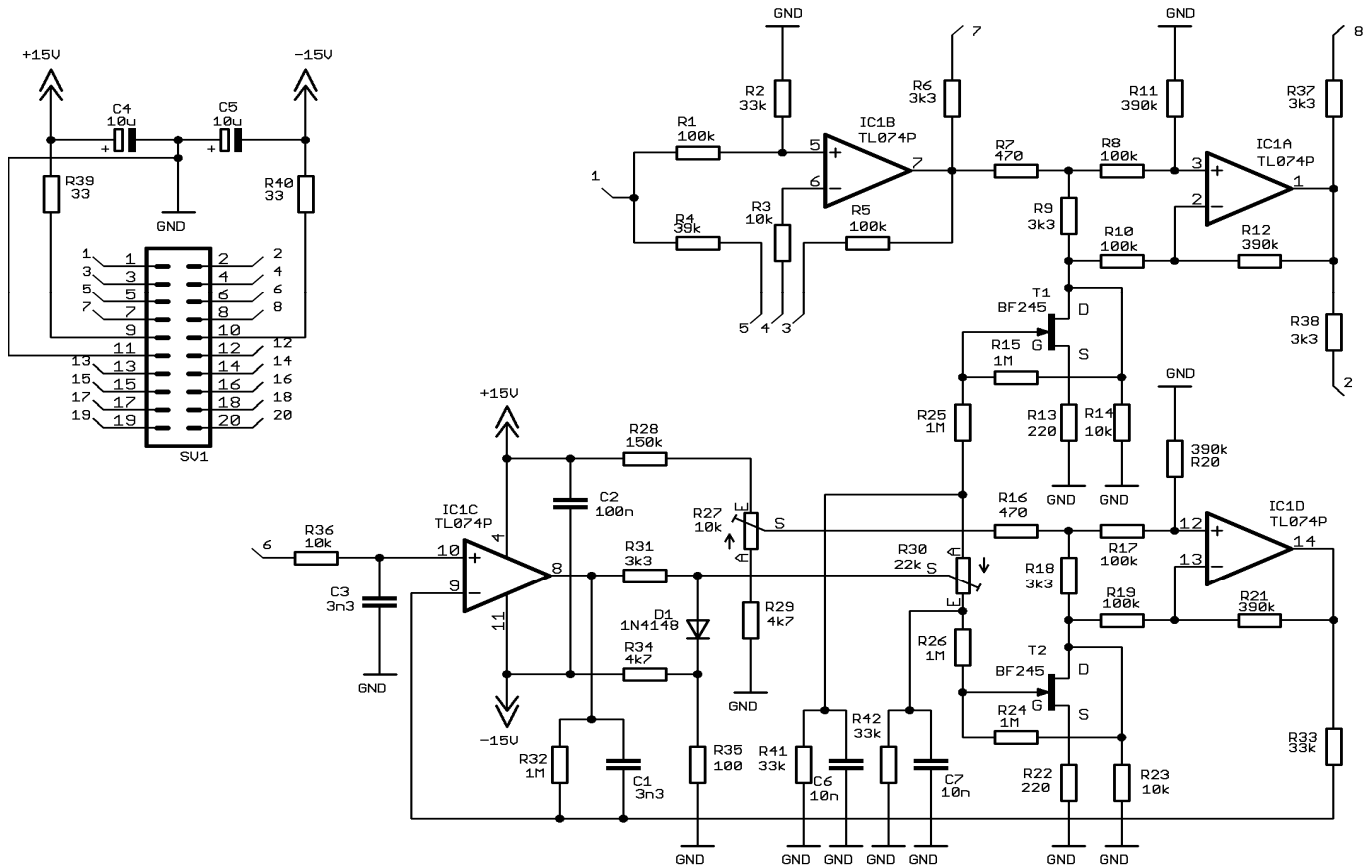 +15V
-15V
C4
10u
+
C5
10u
+
R39
33
R40
33
GND
1
3
5
7
13
15
17
19
1
3
5
7
9
11
13
15
17
19
2
4
6
8
10
12
14
16
18
20
2
4
6
8
12
14
16
18
20
SV1
GND
R2
33k
7
R6
3k3
R1
100k
IC1B
TL074P
5
+
6
-
7
1
R4
39k
R3
10k
R5
100k
5
4
3
GND
R11
390k
8
R37
3k3
R7
470
R8
100k
IC1A
TL074P
3
+
2
-
1
R9
3k3
R10
100k
R12
390k
R38
3k3
2
T1
BF245
D
G
S
R15
1M
R25
1M
R13
220
R14
10k
GND
GND
GND
390k
R20
+15V
R28
150k
C2
100n
R27
10k
E
S
A
IC1C
TL074P
4
10
+
9
-
8
11
6
R36
10k
C3
3n3
GND
R31
3k3
D1
1N4148
R34
4k7
R29
4k7
GND
-15V
R32
1M
C1
3n3
R35
100
GND
R30
22k
A
S
E
R16
470
R17
100k
IC1D
TL074P
12
+
13
-
14
R18
3k3
R19
100k
R21
390k
R26
1M
T2
BF245
D
G
S
R24
1M
R33
33k
R41
33k
C6
10n
R42
33k
C7
10n
R22
220
R23
10k
GND
GND
GND
GND
GND
GND